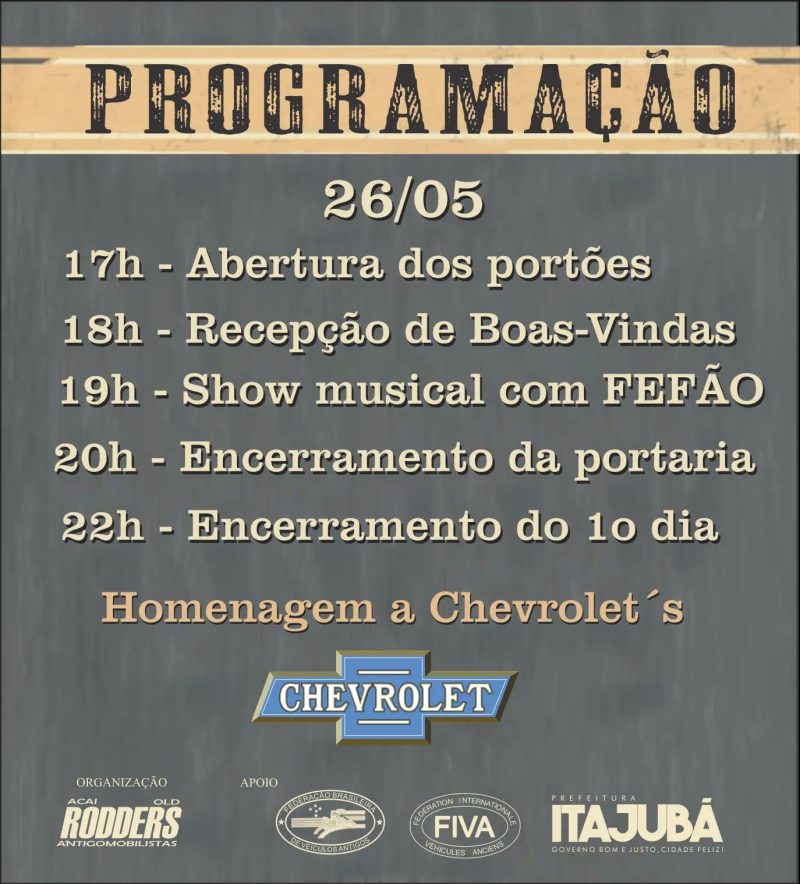 PROGRAMAÇÃO
26/05
17h - Abertura dos portões
18h - Recepção de Boas-Vindas
19h - Show musical com FEFÃO
20h - Encerramento da portaria
22h - Encerramento do 1o dia
Homenagem a Chevrolet´s
CHEVROLET
ORGANIZAÇÃO
ACAI OLD
RODDERS
ANTIGOMOBILISTAS
APOIO
FEDERAÇÃO BRASILEIRA
DE VEÍCULOS ANTIGOS
FEDERATION INTERNATIONALE
FIVA
VEHICULES ANCIENS
PREFEITURA
ITAJUBÁ
GOVERNO BOM E JUSTO, CIDADE FELIZ!